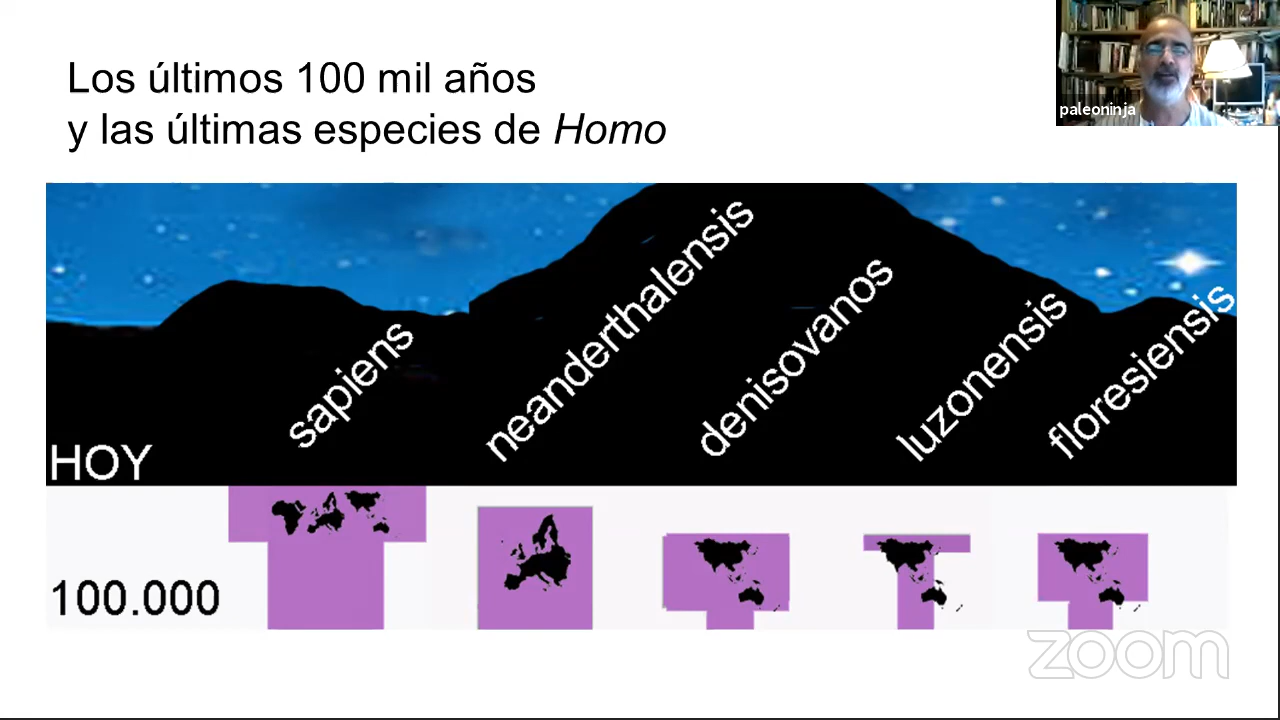 Los últimos 100 mil años
y las últimas especies de Homo
paleoninja
sapiens
neanderthalensis
denisovanos
luzonensis
floresiensis
HOY
100.000
zoom